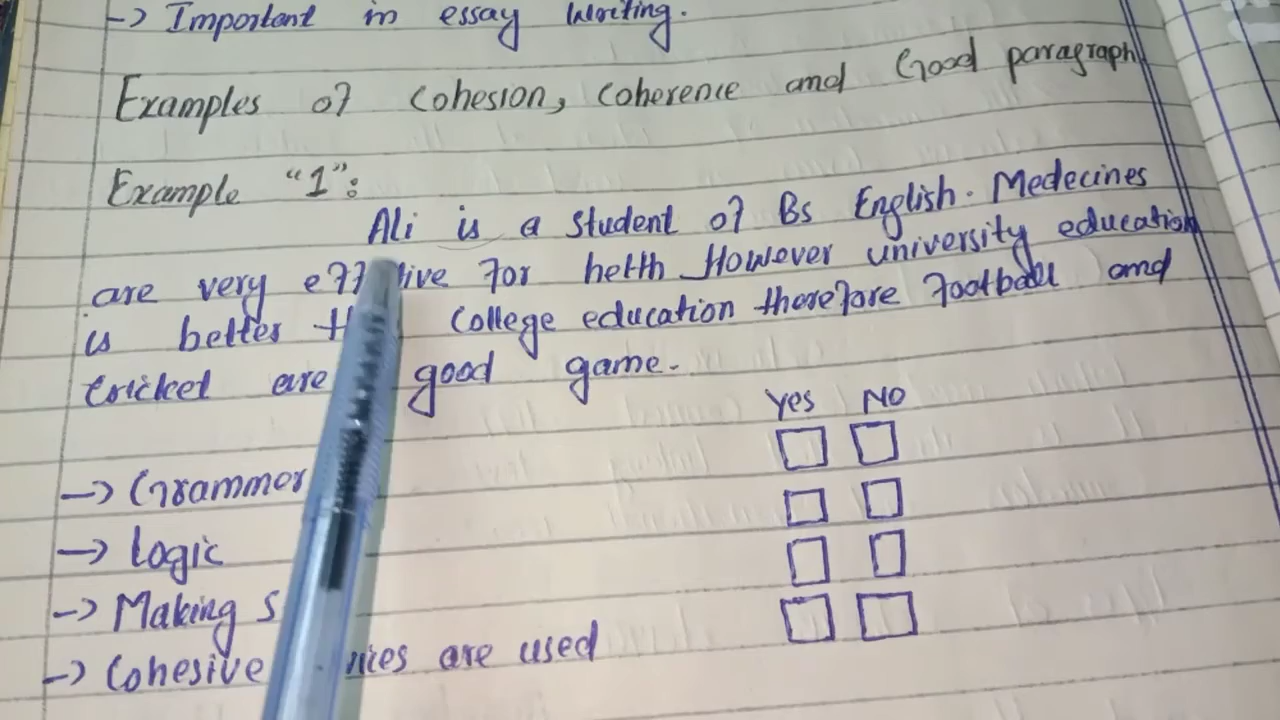 -> Important in essay writing.
Examples of Cohesion, Coherence and Good paragraph
Example "1":
Ali is a student of Bs English. Medecines
are very effective for helth However university education
is better college education therefore football and
Cricket are good game.
Yes No
-> Grammer
-> Logic
-> Making S
-> Cohesive are used